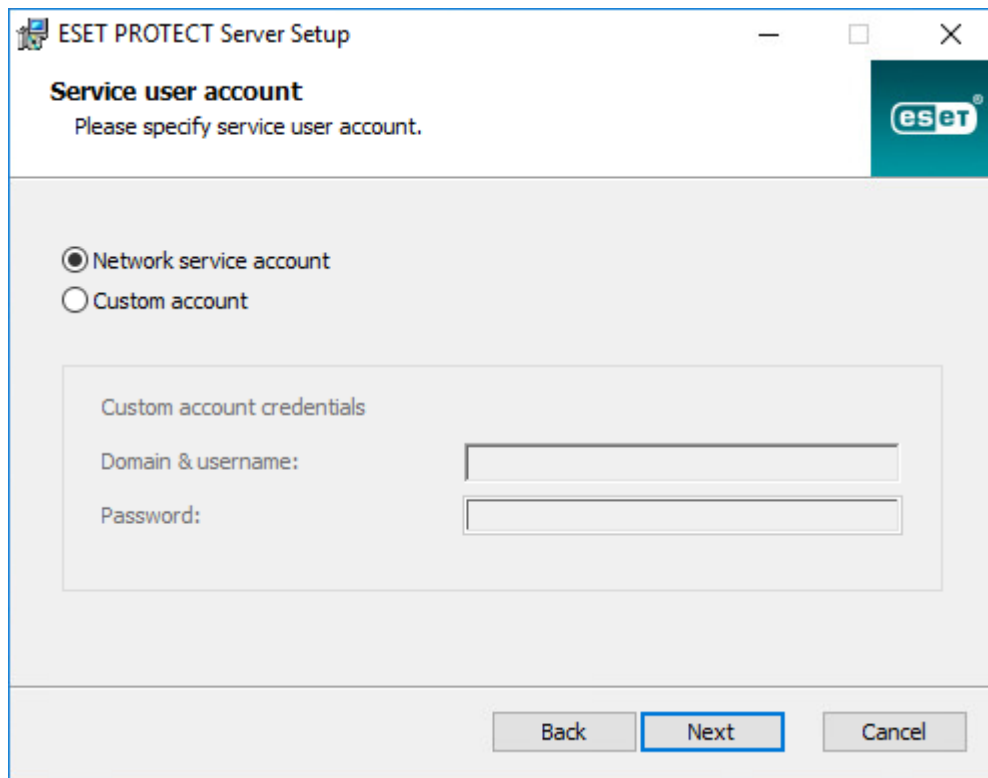 ESET PROTECT Server Setup
Service user account
Please specify service user account.
eset®
Network service account
Custom account
Custom account credentials
Domain & username:
Password:
Back Next Cancel